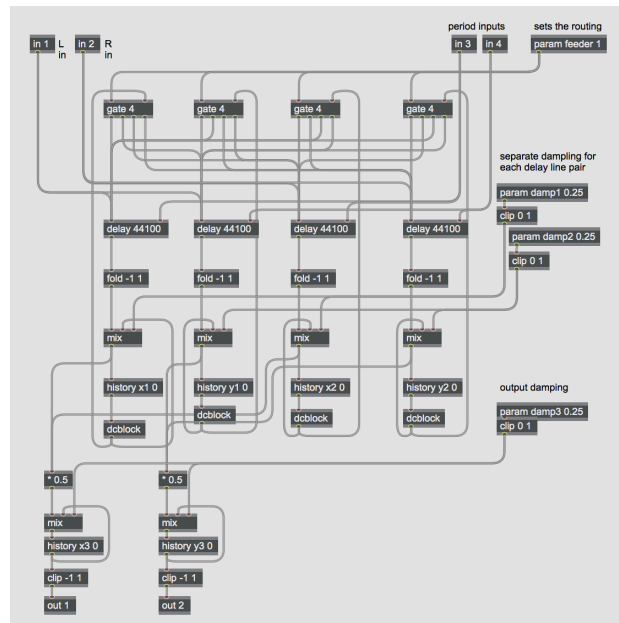 period inputs
sets the routing
in 1
L
in
in 2
R
in
in 3
in 4
param feeder 1
gate 4
gate 4
gate 4
gate 4
separate dampling for
each delay line pair
param damp1 0.25
clip 0 1
param damp2 0.25
clip 0 1
delay 44100
delay 44100
delay 44100
delay 44100
fold -1 1
fold -1 1
fold -1 1
fold -1 1
mix
mix
mix
mix
history x1 0
history y1 0
history x2 0
history y2 0
dcblock
dcblock
dcblock
dcblock
output damping
param damp3 0.25
clip 0 1
* 0.5
* 0.5
mix
mix
history x3 0
history y3 0
clip -1 1
clip -1 1
out 1
out 2